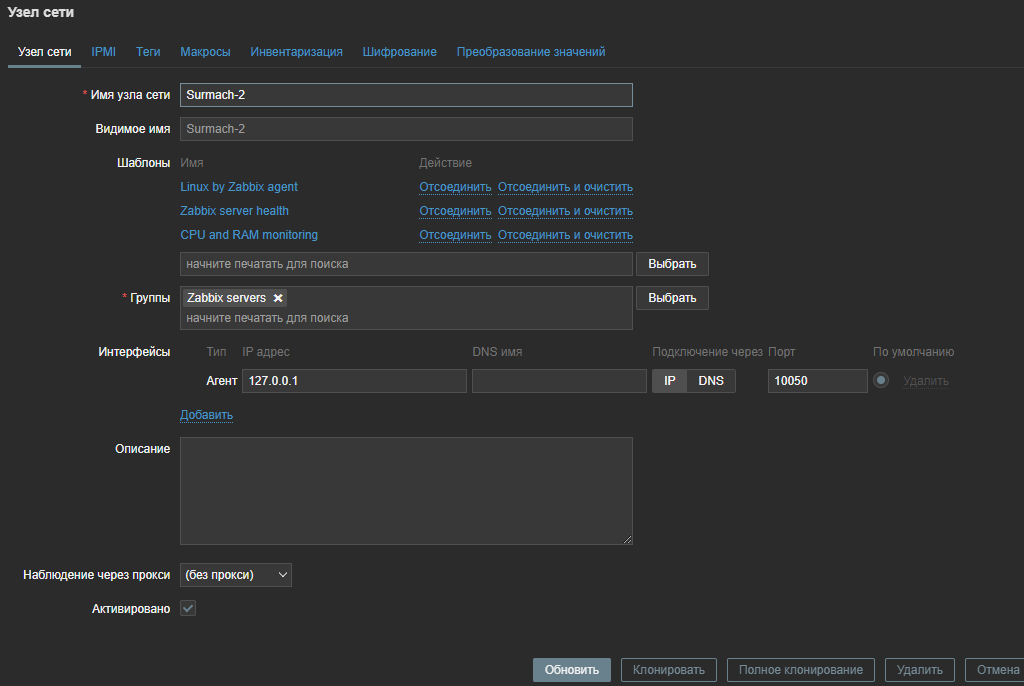 Узел сети
Узел сети IPMI Теги Макросы Инвентаризация Шифрование Преобразование значений
* Имя узла сети Surmach-2
Видимое имя Surmach-2
Шаблоны Имя Действие
Linux by Zabbix agent Отсоединить Отсоединить и очистить
Zabbix server health Отсоединить Отсоединить и очистить
CPU and RAM monitoring Отсоединить Отсоединить и очистить
начните печатать для поиска Выбрать
* Группы Zabbix servers Выбрать
начните печатать для поиска
Интерфейсы Тип IP адрес DNS имя Подключение через Порт По умолчанию
Агент 127.0.0.1 IP DNS 10050 Удалить
Добавить
Описание
Наблюдение через прокси (без прокси)
Активировано
Обновить Клонировать Полное клонирование Удалить Отмена